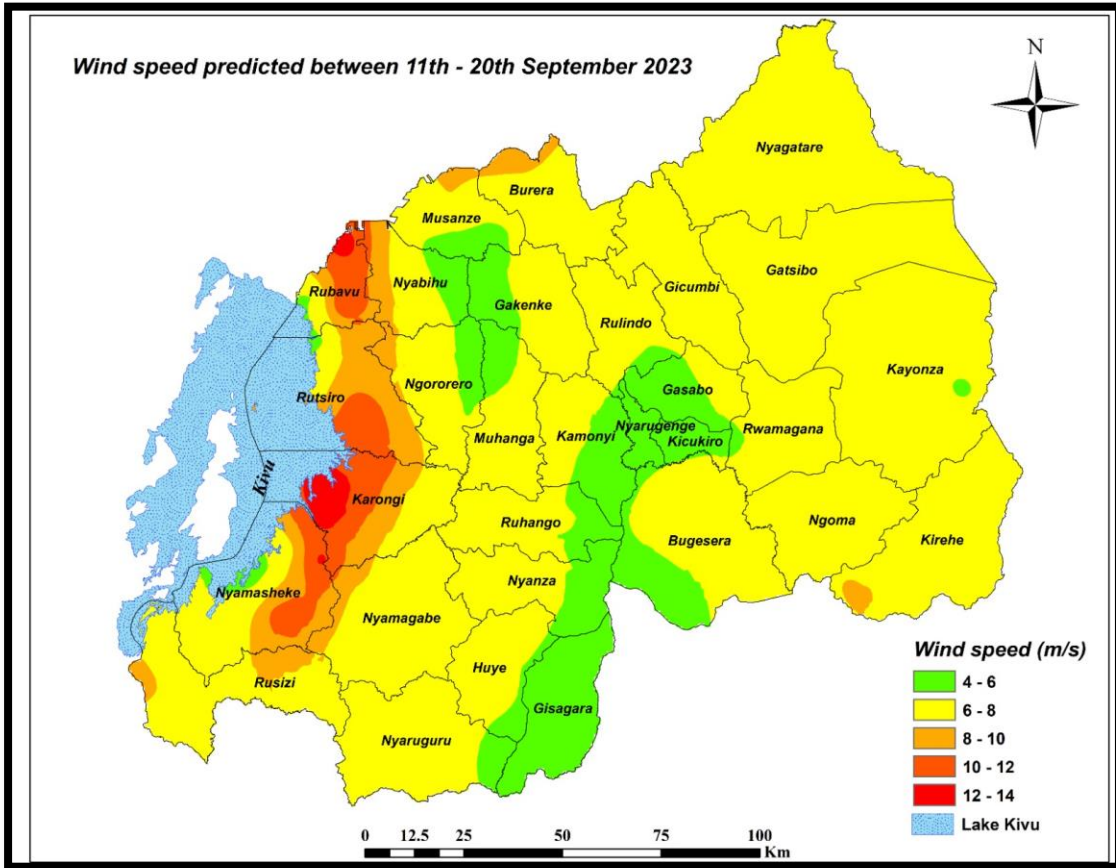 Wind speed predicted between 11th - 20th September 2023
N
Nyagatare
Burera
Musanze
Gatsibo
Rubavu
Nyabihu
Gakenke
Gicumbi
Rulindo
Kayonza
Ngororero
Gasabo
Rutsiro
Nyarugenge
Kicukiro
Rwamagana
Muhanga
Kamonyi
Kivu
Karongi
Ruhango
Bugesera
Ngoma
Kirehe
Nyamasheke
Nyanza
Nyamagabe
Huye
Rusizi
Gisagara
Nyaruguru
Wind speed (m/s)
4 - 6
6 - 8
8 - 10
10 - 12
12 - 14
Lake Kivu
0 12.5 25 50 75 100
Km